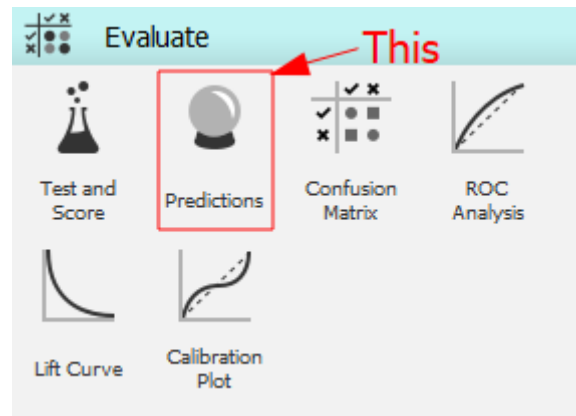 Evaluate
This
Test and
Score
Predictions
Confusion
Matrix
ROC
Analysis
Lift Curve
Calibration
Plot